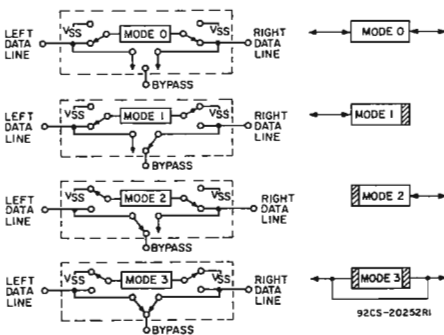 LEFT DATA LINE
VSS
MODE 0
VSS
RIGHT DATA LINE
BYPASS
MODE 0
LEFT DATA LINE
VSS
MODE 1
VSS
RIGHT DATA LINE
BYPASS
MODE 1
LEFT DATA LINE
VSS
MODE 2
VSS
RIGHT DATA LINE
BYPASS
MODE 2
LEFT DATA LINE
VSS
MODE 3
VSS
RIGHT DATA LINE
BYPASS
MODE 3
92CS-20252RI